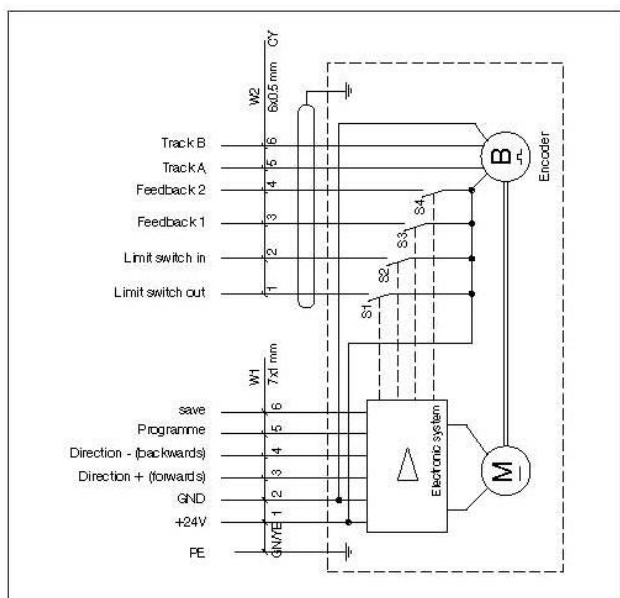 W2
6x0.5 mm
CY
Track B 6
Track A 5
Feedback 2 4
Feedback 1 3
Limit switch in 2
Limit switch out 1
S4
S3
S2
S1
B
Encoder
W1
7x1 mm
save 6
Programme 5
Direction - (backwards) 4
Direction + (forwards) 3
GND 2
+24V 1
PE GN/YE
Electronic system
M